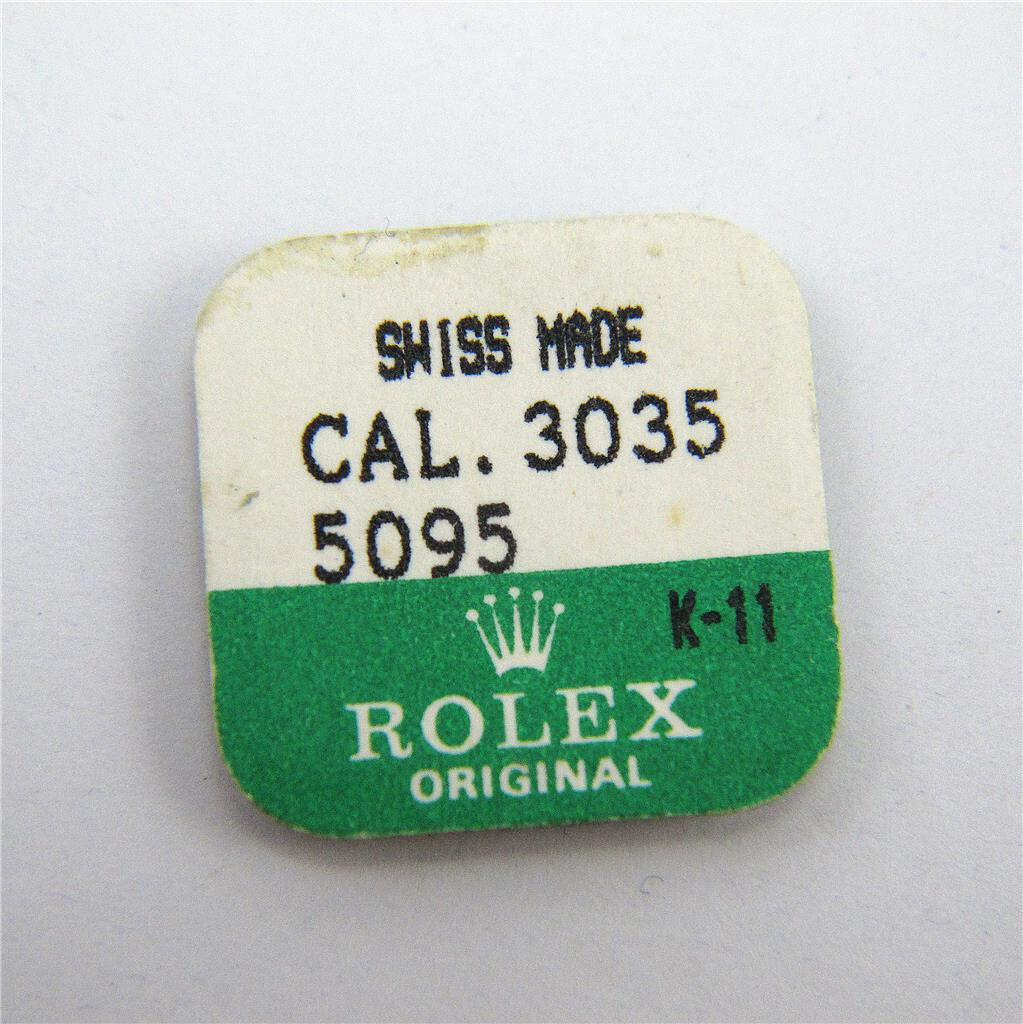 SWISS MADE
CAL. 3035
5095
K-11
ROLEX
ORIGINAL